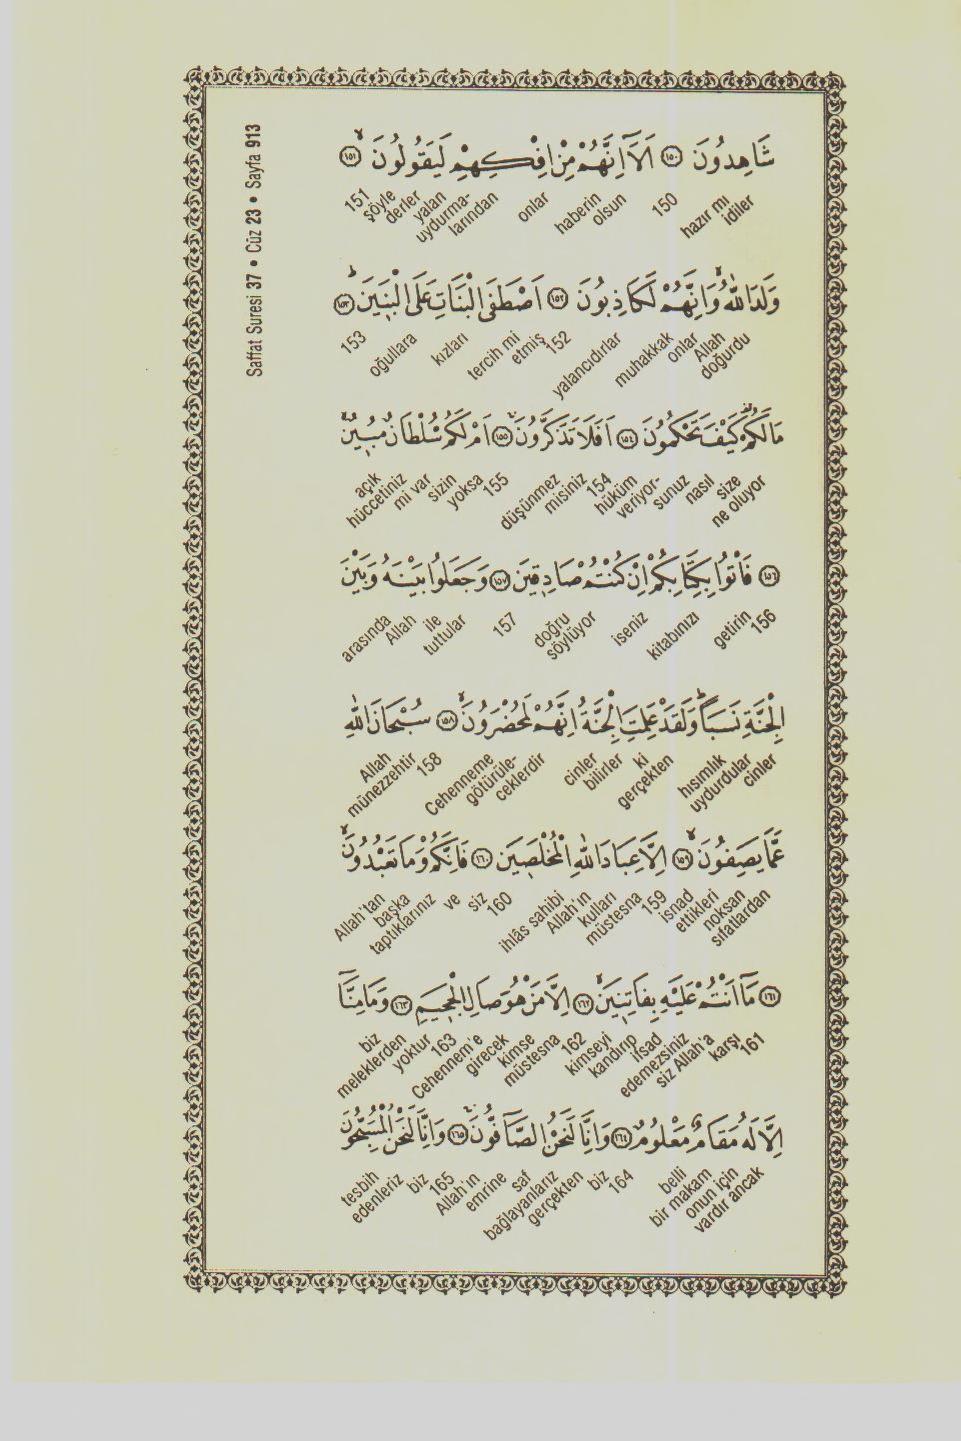 Saffat Suresi 37 • Cüz 23 • Sayfa 913
شَاهِدُونَ ﴿١٥٠﴾ اَلَٓا اِنَّهُمْ مِنْ اِفْكِهِمْ لَيَقُولُونَۙ ﴿١٥١﴾
hazır mı idiler 150 haberin olsun onlar yalan uydurma-larından şöyle derler 151
وَلَدَ اللّٰهُۙ وَاِنَّهُمْ لَكَاذِبُونَ ﴿١٥٢﴾ اَصْطَفَى الْبَنَاتِ عَلَى الْبَنٖينَۜ ﴿١٥٣﴾
Allah doğurdu onlar muhakkak yalancıdırlar 152 tercih mi etmiş kızları oğullara 153
مَا لَكُمْ۠ كَيْفَ تَحْكُمُونَ ﴿١٥٤﴾ اَفَلَا تَذَكَّرُونَۚ ﴿١٥٥﴾ اَمْ لَكُمْ سُلْطَانٌ مُبٖينٌۙ
size ne oluyor nasıl hüküm veriyor-sunuz 154 düşünmez misiniz 155 yoksa sizin mi var açık hüccetiniz
﴿١٥٦﴾ فَأْتُوا بِكِتَابِكُمْ اِنْ كُنْتُمْ صَادِقٖينَ ﴿١٥٧﴾ وَجَعَلُوا بَيْنَهُ وَبَيْنَ
156 getirin kitabınızı iseniz doğru söylüyor 157 tuttular Allah ile arasında
الْجِنَّةِ نَسَباًۜ وَلَقَدْ عَلِمَتِ الْجِنَّةُ اِنَّهُمْ لَمُحْضَرُونَۙ ﴿١٥٨﴾ سُبْحَانَ اللّٰهِ
cinler hısımlık uydurdular gerçekten ki cinler bilirler Cehenneme götürüle-ceklerdir 158 Allah münezzehtir
عَمَّا يَصِفُونَۙ ﴿١٥٩﴾ اِلَّا عِبَادَ اللّٰهِ الْمُخْلَصٖينَ ﴿١٦٠﴾ فَاِنَّكُمْ وَمَا تَعْبُدُونَۙ
noksan sıfatlardan isnad ettikleri 159 müstesna Allah'ın kulları ihlâs sahibi 160 siz ve Allah'tan başka taptıklarınız
﴿١٦١﴾ مَٓا اَنْتُمْ عَلَيْهِ بِفَاتِنٖينَۙ ﴿١٦٢﴾ اِلَّا مَنْ هُوَ صَالِ الْجَحٖيمِ ﴿١٦٣﴾ وَمَا مِنَّٓا
161 siz Allah'a karşı kimseyi kandırıp ifsad edemezsiniz 162 müstesna kimse Cehennem'e girecek 163 biz meleklerden yoktur
اِلَّا لَهُ مَقَامٌ مَعْلُومٌ ﴿١٦٤﴾ وَاِنَّا لَنَحْنُ الصَّٓافُّونَۚ ﴿١٦٥﴾ وَاِنَّا لَنَحْنُ الْمُسَبِّحُونَ
onun için vardır ancak belli bir makam 164 biz gerçekten Allah'ın emrine saf bağlayanlarız 165 biz tesbih edenleriz